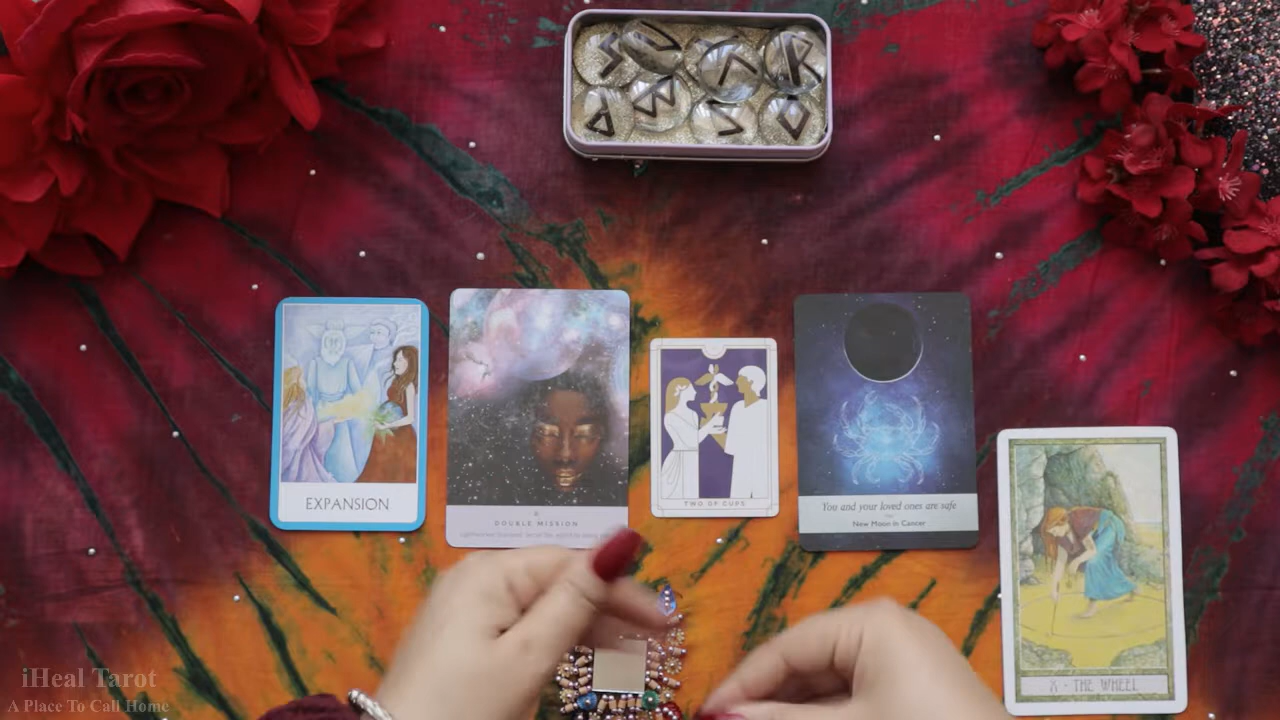 EXPANSION
DOUBLE MISSION
TWO OF CUPS
You and your loved ones are safe
New Moon in Cancer
X · THE WHEEL
iHeal Tarot
A Place To Call Home